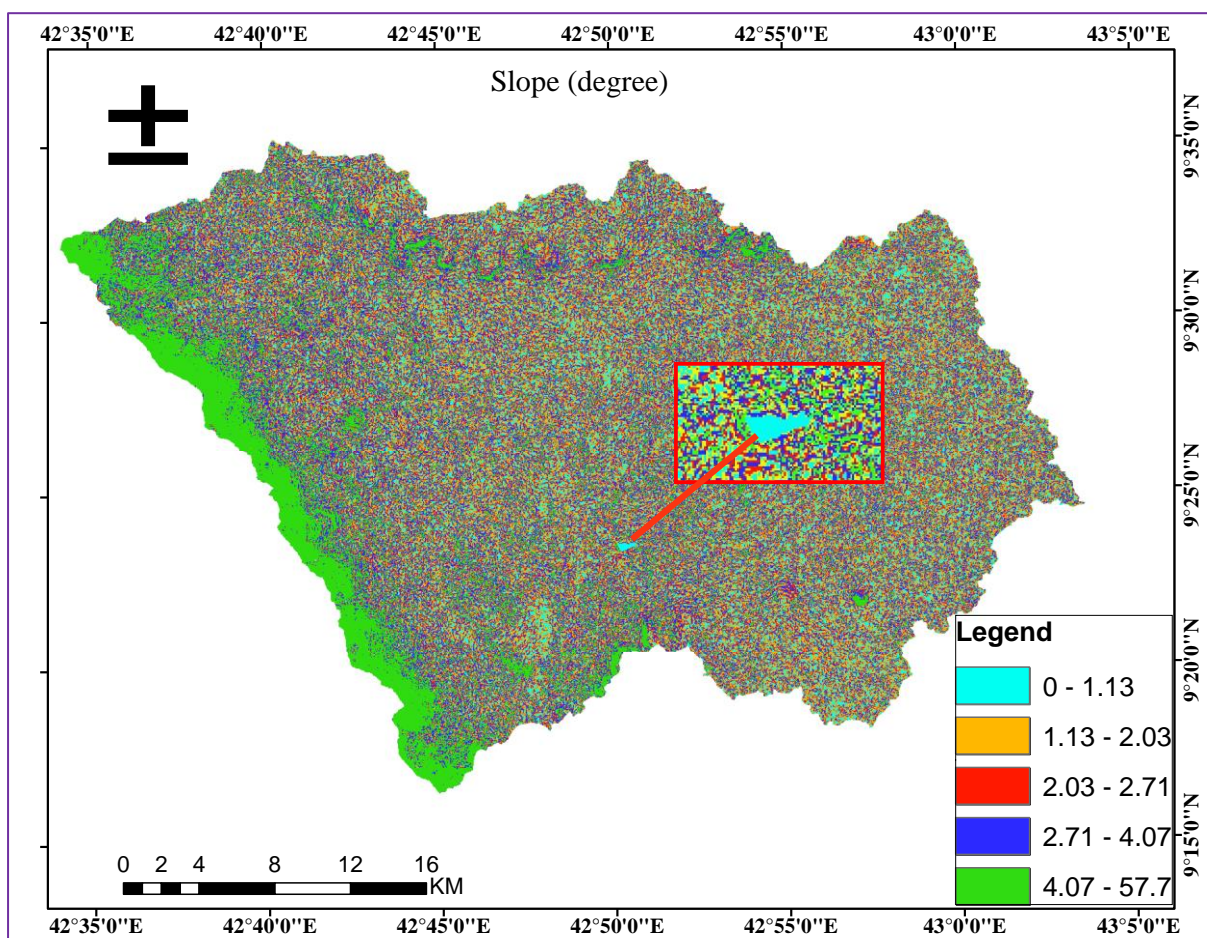 42°35'0"E 42°40'0"E 42°45'0"E 42°50'0"E 42°55'0"E 43°0'0"E 43°5'0"E
Slope (degree)
9°35'0"N
9°30'0"N
9°25'0"N
9°20'0"N
9°15'0"N
Legend
0 - 1.13
1.13 - 2.03
2.03 - 2.71
2.71 - 4.07
4.07 - 57.7
0 2 4 8 12 16
KM
42°35'0"E 42°40'0"E 42°45'0"E 42°50'0"E 42°55'0"E 43°0'0"E 43°5'0"E